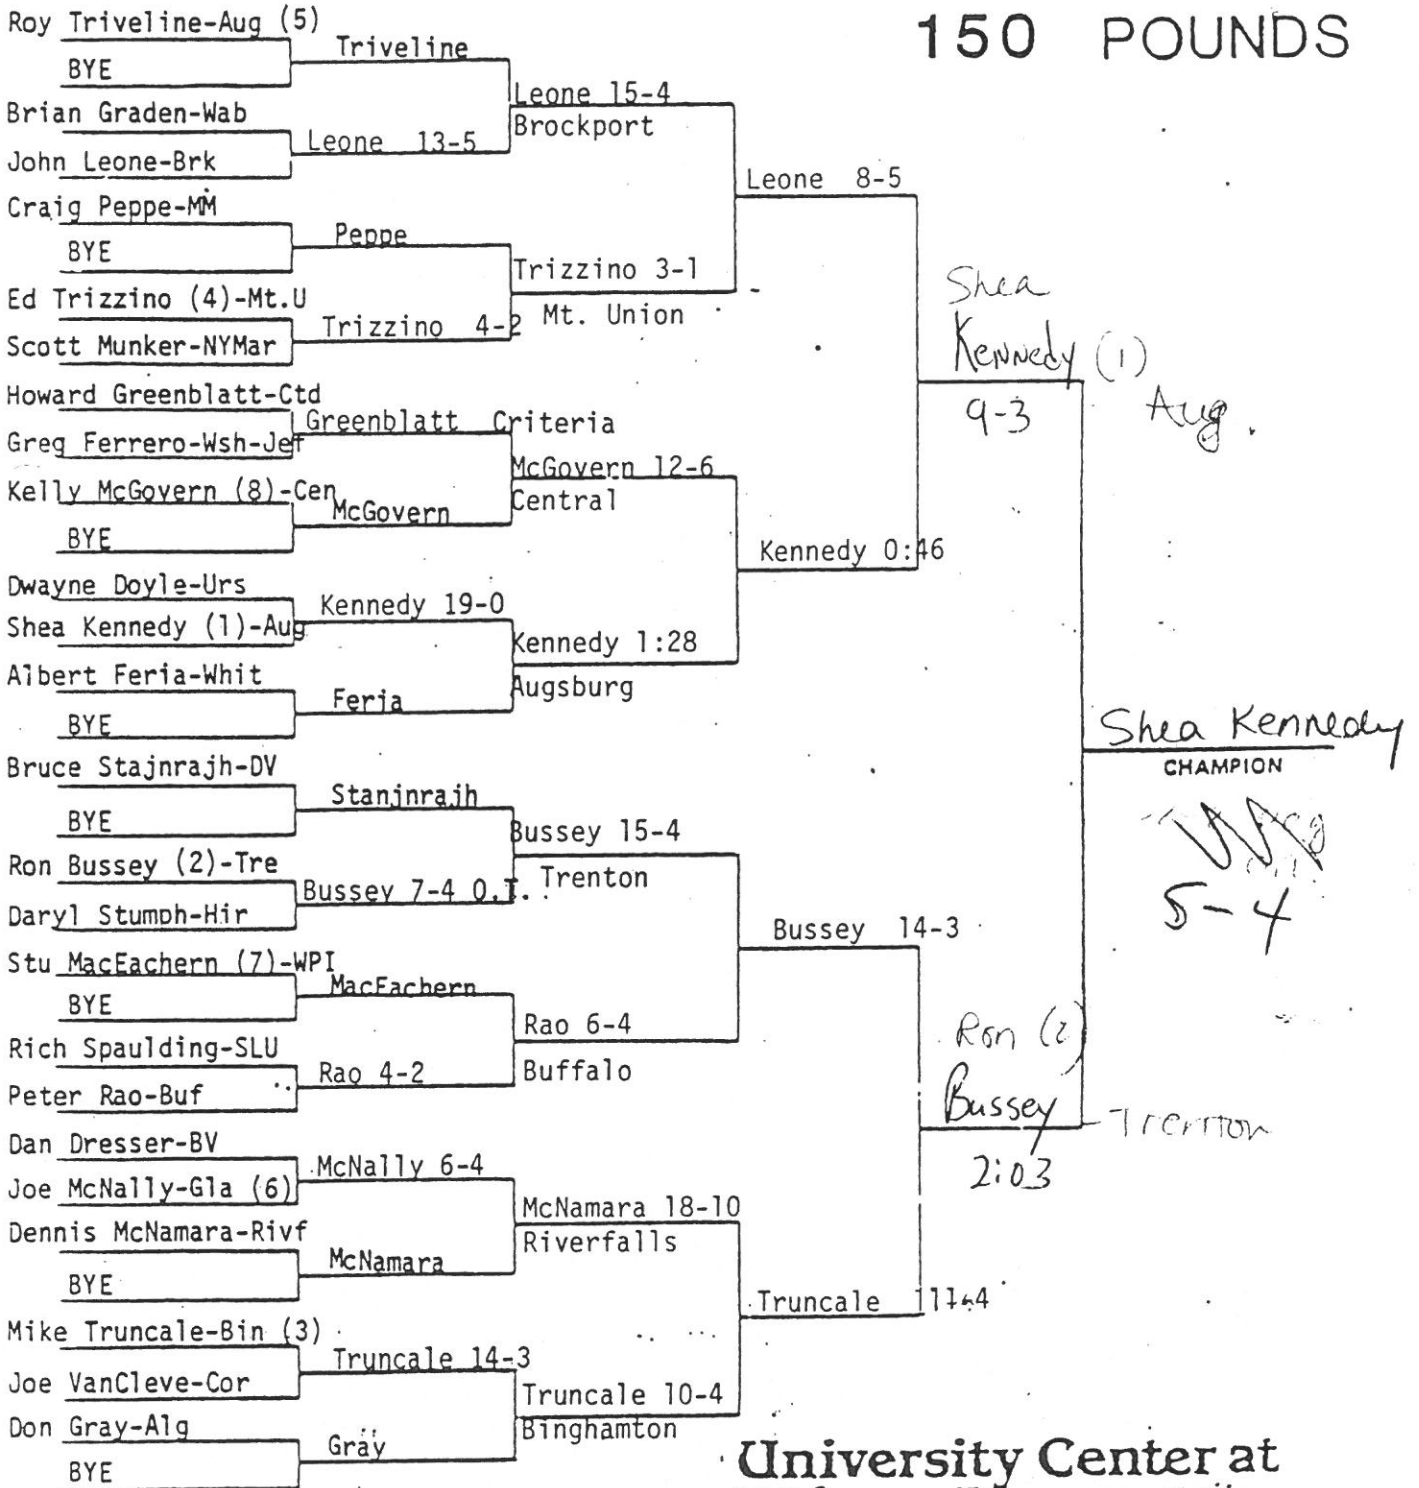 150 POUNDS
Roy Triveline-Aug (5)
BYE
Triveline
Brian Graden-Wab
John Leone-Brk
Leone 13-5
Leone 15-4
Brockport
Craig Peppe-MM
BYE
Peppe
Ed Trizzino (4)-Mt.U
Scott Munker-NYMar
Trizzino 4-2
Trizzino 3-1
Mt. Union
Leone 8-5
Howard Greenblatt-Ctd
Greg Ferrero-Wsh-Jef
Greenblatt Criteria
Kelly McGovern (8)-Cen
BYE
McGovern
McGovern 12-6
Central
Dwayne Doyle-Urs
Shea Kennedy (1)-Aug
Kennedy 19-0
Albert Feria-Whit
BYE
Feria
Kennedy 1:28
Augsburg
Kennedy 0:46
Shea
Kennedy (1)
9-3
Aug.
Bruce Stajnrajh-DV
BYE
Stanjnrajh
Ron Bussey (2)-Tre
Daryl Stumph-Hir
Bussey 7-4 O.T.
Bussey 15-4
Trenton
Stu MacEachern (7)-WPI
BYE
MacEachern
Rich Spaulding-SLU
Peter Rao-Buf
Rao 4-2
Rao 6-4
Buffalo
Bussey 14-3
Dan Dresser-BV
Joe McNally-Gla (6)
McNally 6-4
Dennis McNamara-Rivf
BYE
McNamara
McNamara 18-10
Riverfalls
Mike Truncale-Bin (3)
Joe VanCleve-Cor
Truncale 14-3
Don Gray-Alg
BYE
Gray
Truncale 10-4
Binghamton
Truncale
Ron (2)
Bussey
2:03
Trenton
Shea Kennedy
CHAMPION
5-4
University Center at